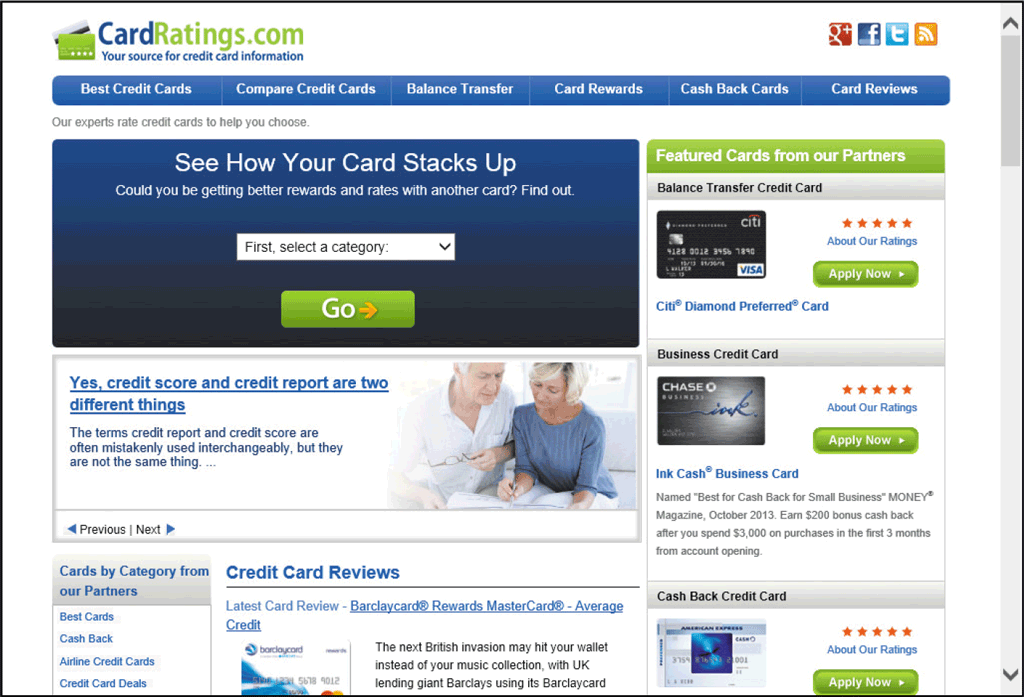 CardRatings.com
Your source for credit card information
Best Credit Cards
Compare Credit Cards
Balance Transfer
Card Rewards
Cash Back Cards
Card Reviews
Our experts rate credit cards to help you choose.
See How Your Card Stacks Up
Could you be getting better rewards and rates with another card? Find out.
First, select a category:
Go
Yes, credit score and credit report are two
different things
The terms credit report and credit score are
often mistakenly used interchangeably, but they
are not the same thing. ...
Previous | Next
Cards by Category from
our Partners
Best Cards
Cash Back
Airline Credit Cards
Credit Card Deals
Credit Card Reviews
Latest Card Review - Barclaycard® Rewards MasterCard® - Average
Credit
barclaycard
rewards
The next British invasion may hit your wallet
instead of your music collection, with UK
lending giant Barclays using its Barclaycard
Featured Cards from our Partners
Balance Transfer Credit Card
citi
DIAMOND PREFERRED
4128 0012 3456 7890
L WALKER
VISA
About Our Ratings
Apply Now
Citi® Diamond Preferred® Card
Business Credit Card
CHASE
BUSINESS
ink
About Our Ratings
Apply Now
Ink Cash® Business Card
Named "Best for Cash Back for Small Business" MONEY®
Magazine, October 2013. Earn $200 bonus cash back
after you spend $3,000 on purchases in the first 3 months
from account opening.
Cash Back Credit Card
AMERICAN EXPRESS
About Our Ratings
Apply Now